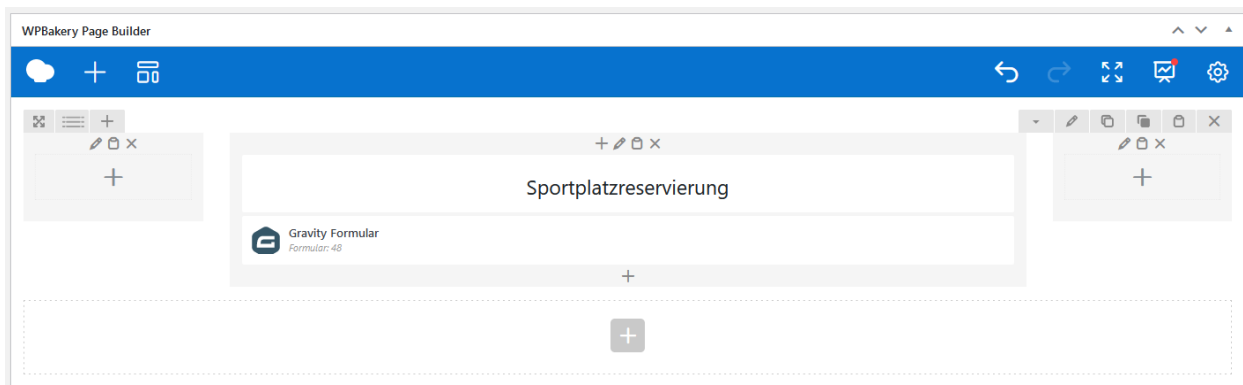 WPBakery Page Builder
Sportplatzreservierung
Gravity Formular
Formular: 48